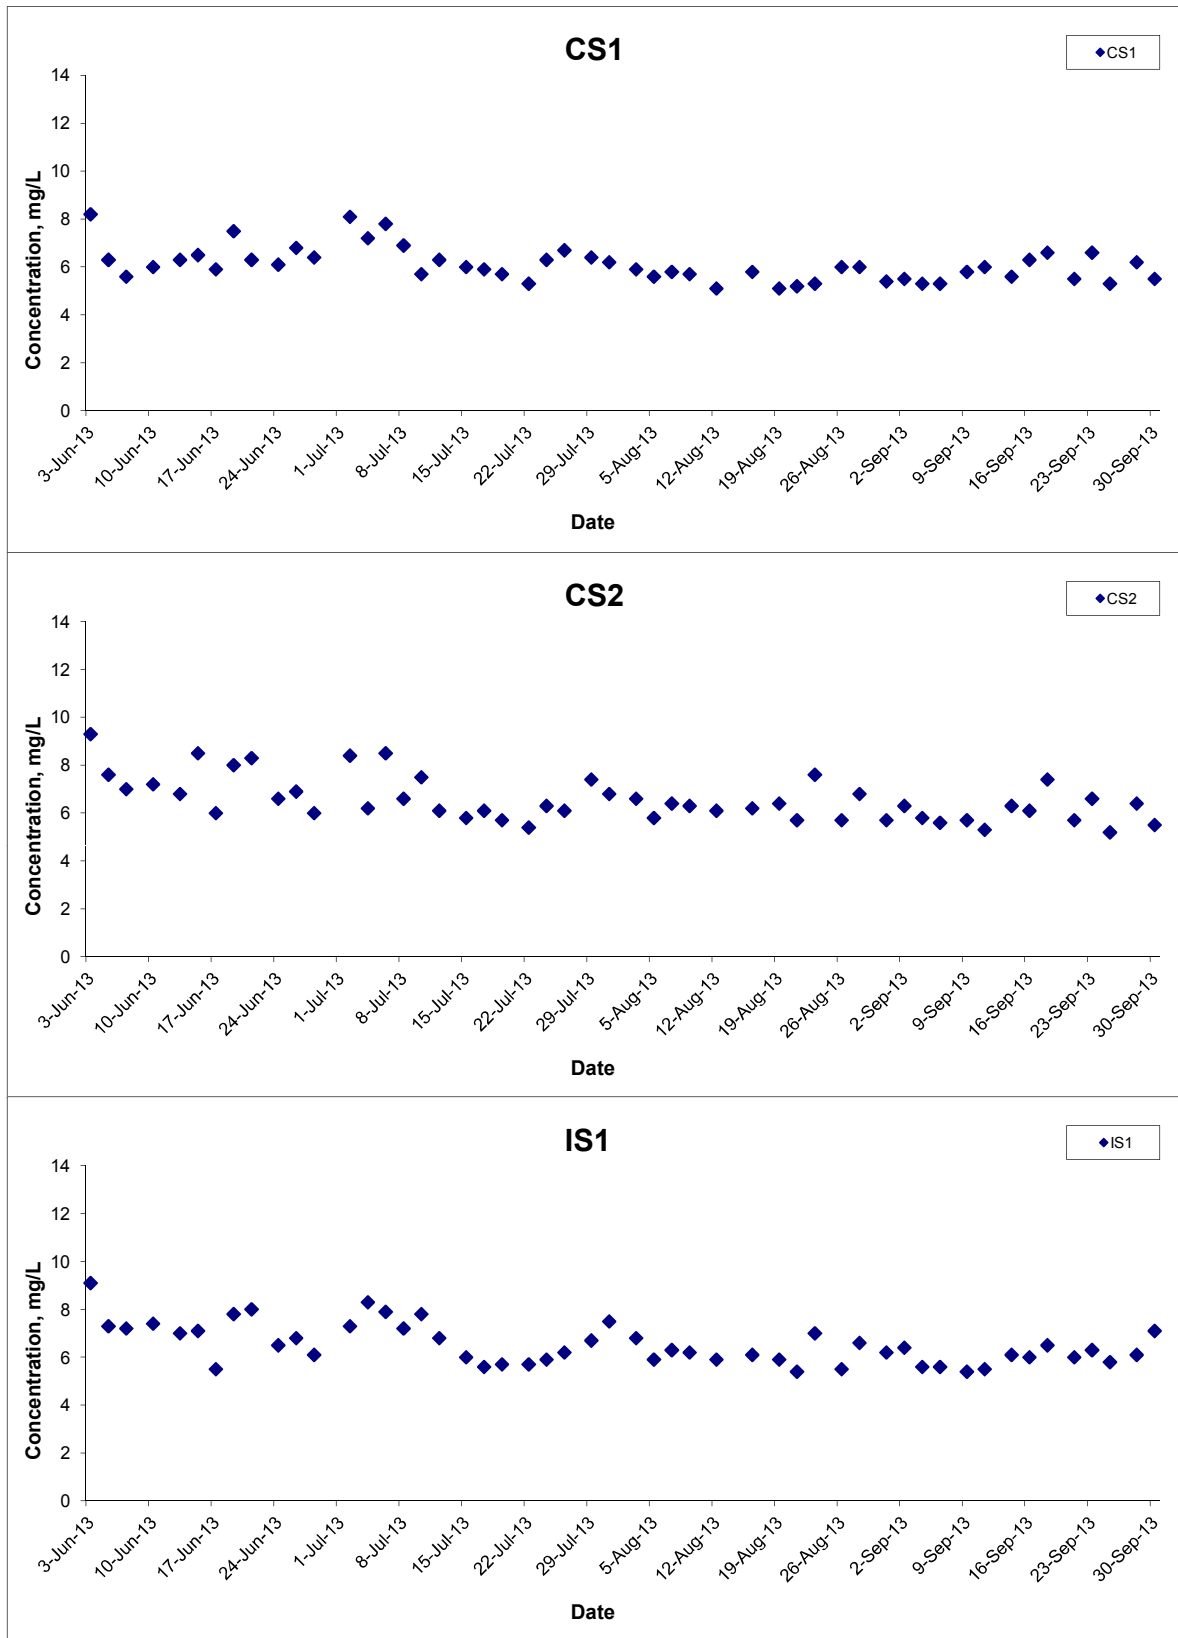 CS1
CS1
Concentration, mg/L
14
12
10
8
6
4
2
0
3-Jun-13
10-Jun-13
17-Jun-13
24-Jun-13
1-Jul-13
8-Jul-13
15-Jul-13
22-Jul-13
29-Jul-13
5-Aug-13
12-Aug-13
19-Aug-13
26-Aug-13
2-Sep-13
9-Sep-13
16-Sep-13
23-Sep-13
30-Sep-13
Date
CS2
CS2
Concentration, mg/L
14
12
10
8
6
4
2
0
3-Jun-13
10-Jun-13
17-Jun-13
24-Jun-13
1-Jul-13
8-Jul-13
15-Jul-13
22-Jul-13
29-Jul-13
5-Aug-13
12-Aug-13
19-Aug-13
26-Aug-13
2-Sep-13
9-Sep-13
16-Sep-13
23-Sep-13
30-Sep-13
Date
IS1
IS1
Concentration, mg/L
14
12
10
8
6
4
2
0
3-Jun-13
10-Jun-13
17-Jun-13
24-Jun-13
1-Jul-13
8-Jul-13
15-Jul-13
22-Jul-13
29-Jul-13
5-Aug-13
12-Aug-13
19-Aug-13
26-Aug-13
2-Sep-13
9-Sep-13
16-Sep-13
23-Sep-13
30-Sep-13
Date